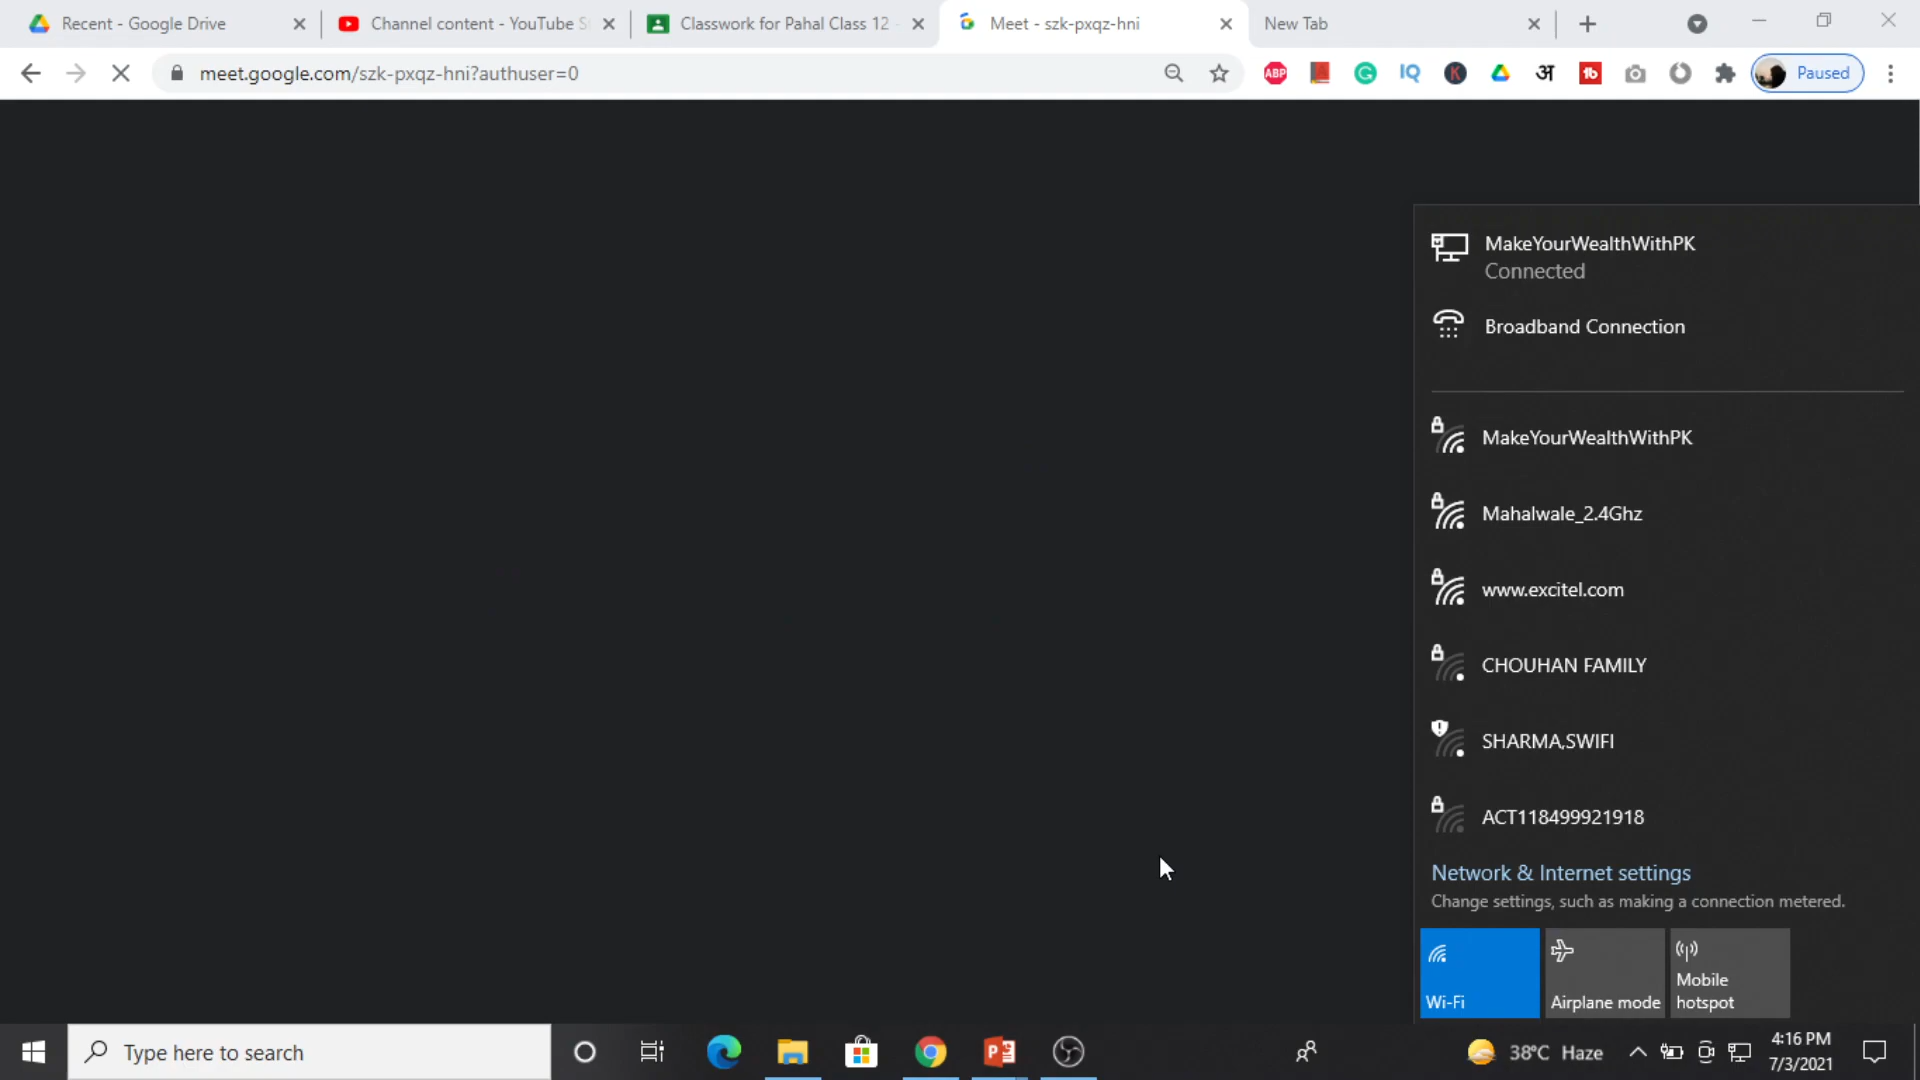 Recent - Google Drive
Channel content - YouTube S
Classwork for Pahal Class 12 -
Meet - szk-pxqz-hni
New Tab
meet.google.com/szk-pxqz-hni?authuser=0
ABP
IQ
K
अ
tb
Paused
MakeYourWealthWithPK
Connected
Broadband Connection
MakeYourWealthWithPK
Mahalwale_2.4Ghz
www.excitel.com
CHOUHAN FAMILY
SHARMA,SWIFI
ACT118499921918
Network & Internet settings
Change settings, such as making a connection metered.
Wi-Fi
Airplane mode
Mobile
hotspot
Type here to search
38°C Haze
4:16 PM
7/3/2021